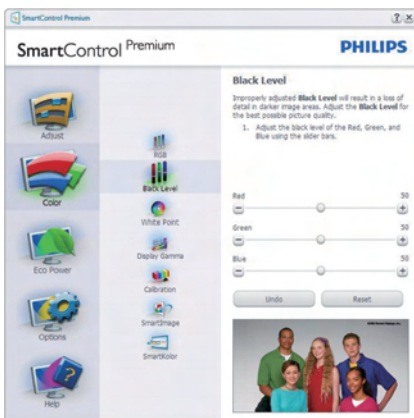 SmartControl Premium
SmartControl Premium
PHILIPS
Adjust
Color
Eco Power
Options
Help
RGB
Black Level
White Point
Display Gamma
Calibration
SmartImage
SmartKolor
Black Level
Improperly adjusted Black Level will result in a loss of
detail in darker image areas. Adjust the Black Level for
the best possible picture quality.
1. Adjust the black level of the Red, Green, and
Blue using the slider bars.
Red 50
Green 50
Blue 50
Undo Reset